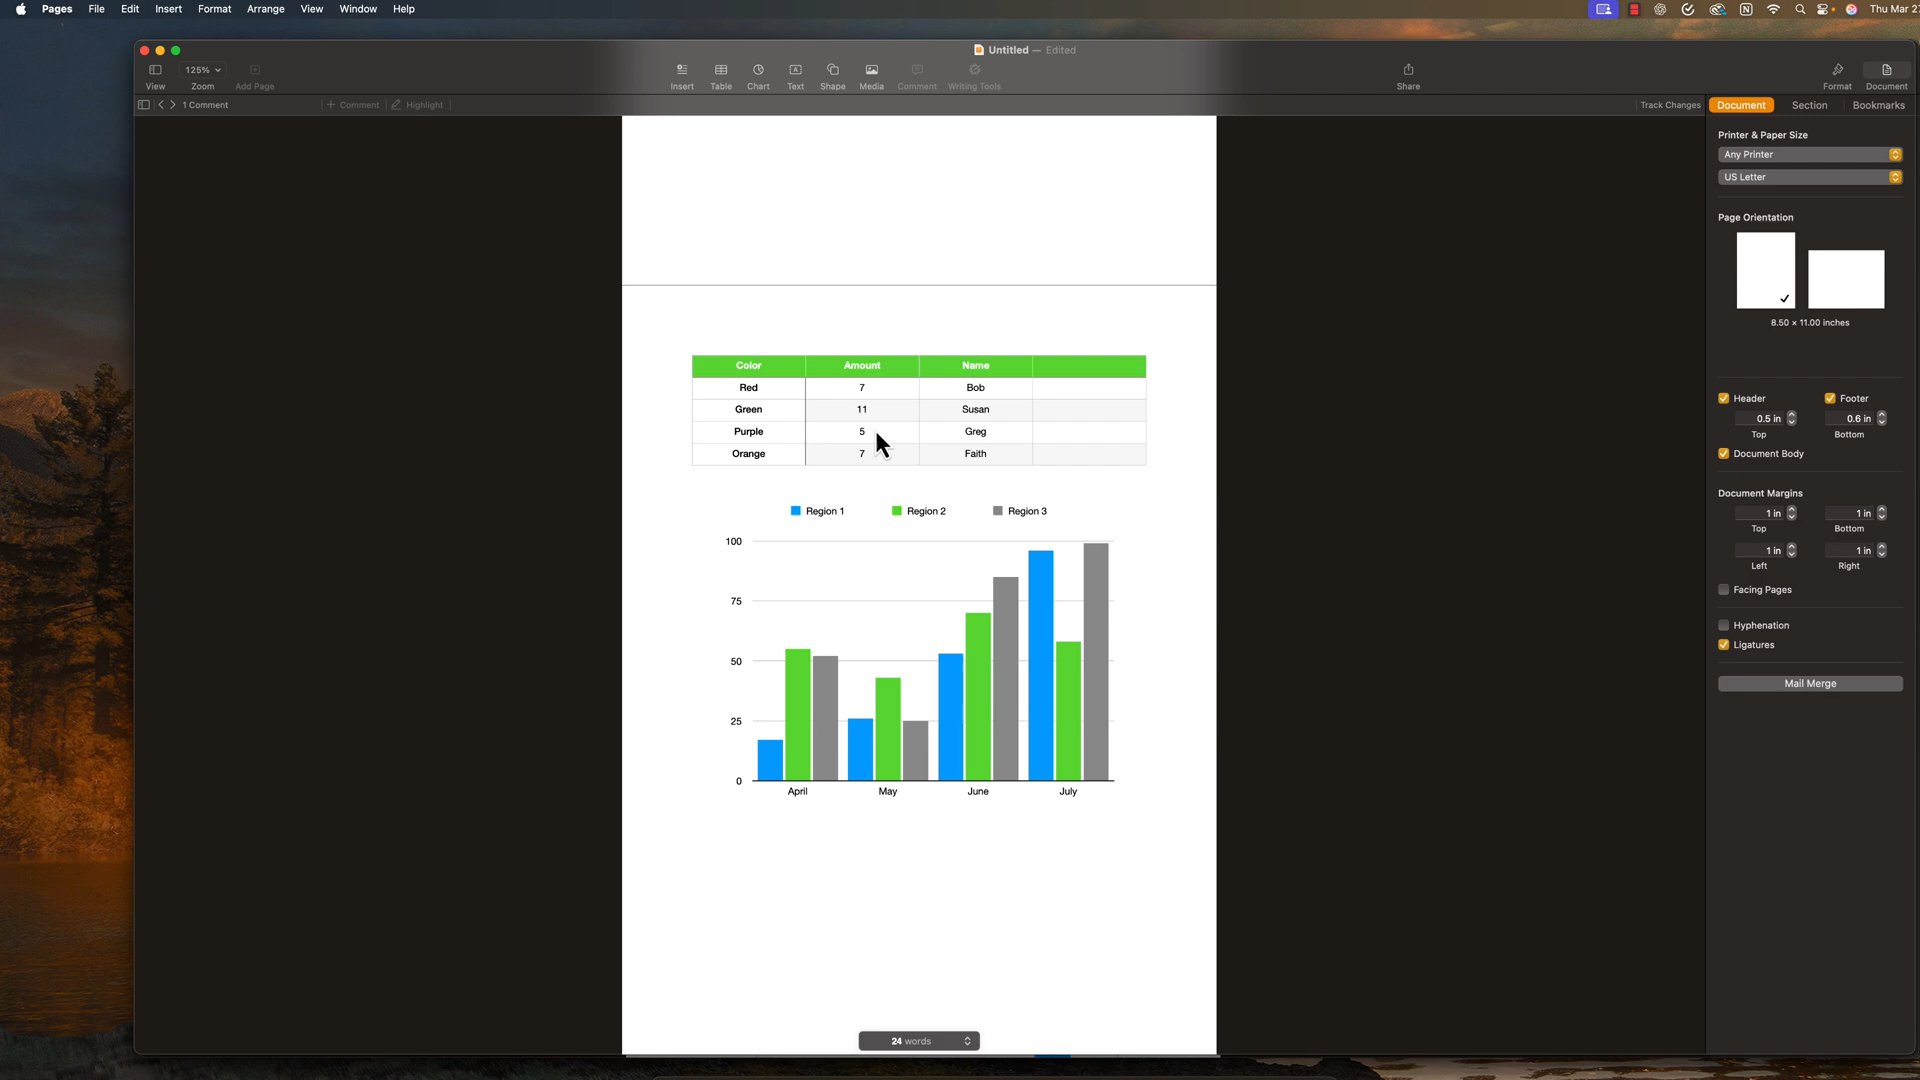 Pages File Edit Insert Format Arrange View Window Help Thu Mar 2
Untitled — Edited
125%
View Zoom Add Page Insert Table Chart Text Shape Media Comment Writing Tools Share Format Document
1 Comment + Comment Highlight Track Changes Document Section Bookmarks
Printer & Paper Size
Any Printer
US Letter
Page Orientation
8.50 × 11.00 inches
Header Footer
0.5 in 0.6 in
Top Bottom
Document Body
Document Margins
1 in 1 in
Top Bottom
1 in 1 in
Left Right
Facing Pages
Hyphenation
Ligatures
Mail Merge
Color Amount Name
Red 7 Bob
Green 11 Susan
Purple 5 Greg
Orange 7 Faith
Region 1 Region 2 Region 3
100
75
50
25
0
April May June July
24 words